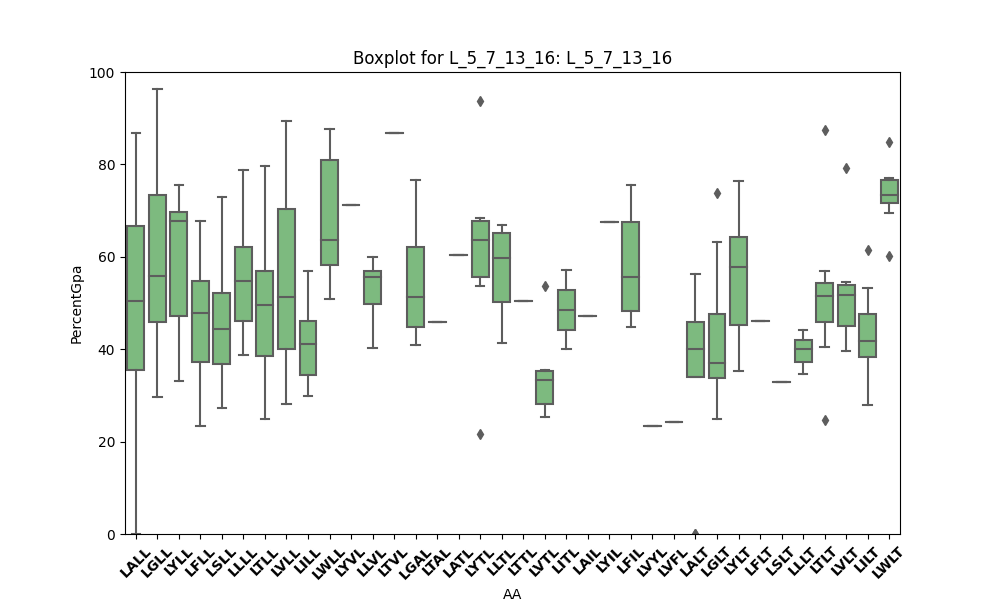 Boxplot for L_5_7_13_16: L_5_7_13_16
PercentGpa
100
80
60
40
20
0
LALL LGLL LYLL LFLL LSLL LLLL LTLL LVLL LILL LWLL LYVL LLVL LTVL LGAL LTAL LATL LYTL LLTL LTTL LVTL LITL LAIL LYIL LFIL LVYL LVFL LALT LGLT LYLT LFLT LSLT LLLT LTLT LVLT LILT LWLT
AA